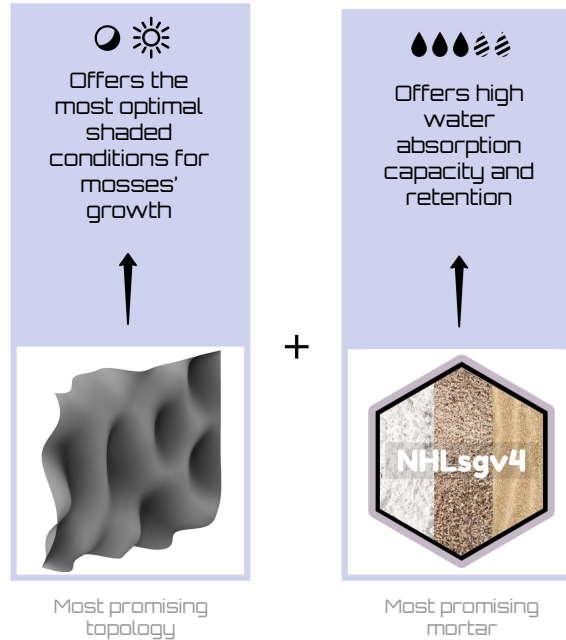 Offers the
most optimal
shaded
conditions for
mosses'
growth
Offers high
water
absorption
capacity and
retention
+
NHLsgv4
Most promising
topology
Most promising
mortar